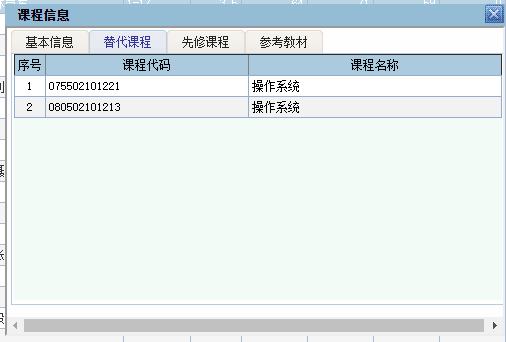 课程信息
基本信息 替代课程 先修课程 参考教材
序号 课程代码 课程名称
1 075502101221 操作系统
2 080502101213 操作系统